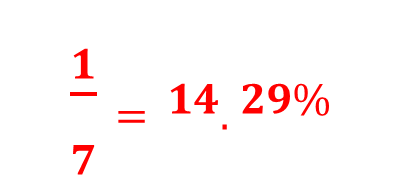 1/7 = 14.29%